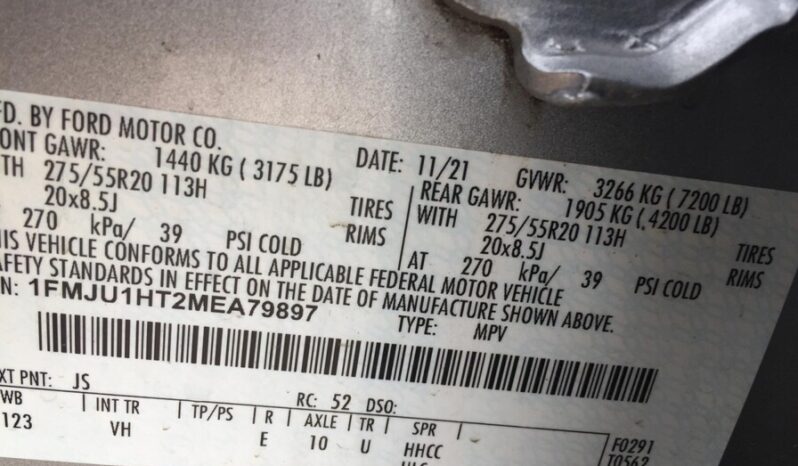 FD. BY FORD MOTOR CO.
DATE: 11/21 GVWR: 3266 KG ( 7200 LB)
ONT GAWR: 1440 KG ( 3175 LB)
REAR GAWR: 1905 KG (,4200 LB)
TH 275/55R20 113H TIRES
WITH 275/55R20 113H TIRES
20x8.5J RIMS
20x8.5J RIMS
270 kPa/ 39 PSI COLD
AT 270 kPa/ 39 PSI COLD
IS VEHICLE CONFORMS TO ALL APPLICABLE FEDERAL MOTOR VEHICLE
AFETY STANDARDS IN EFFECT ON THE DATE OF MANUFACTURE SHOWN ABOVE.
N: 1FMJU1HT2MEA79897
TYPE: MPV
XT PNT: JS RC: 52 DSO:
WB INT TR TP/PS R AXLE TR SPR
123 VH E 10 U HHCC
F0291
T0562